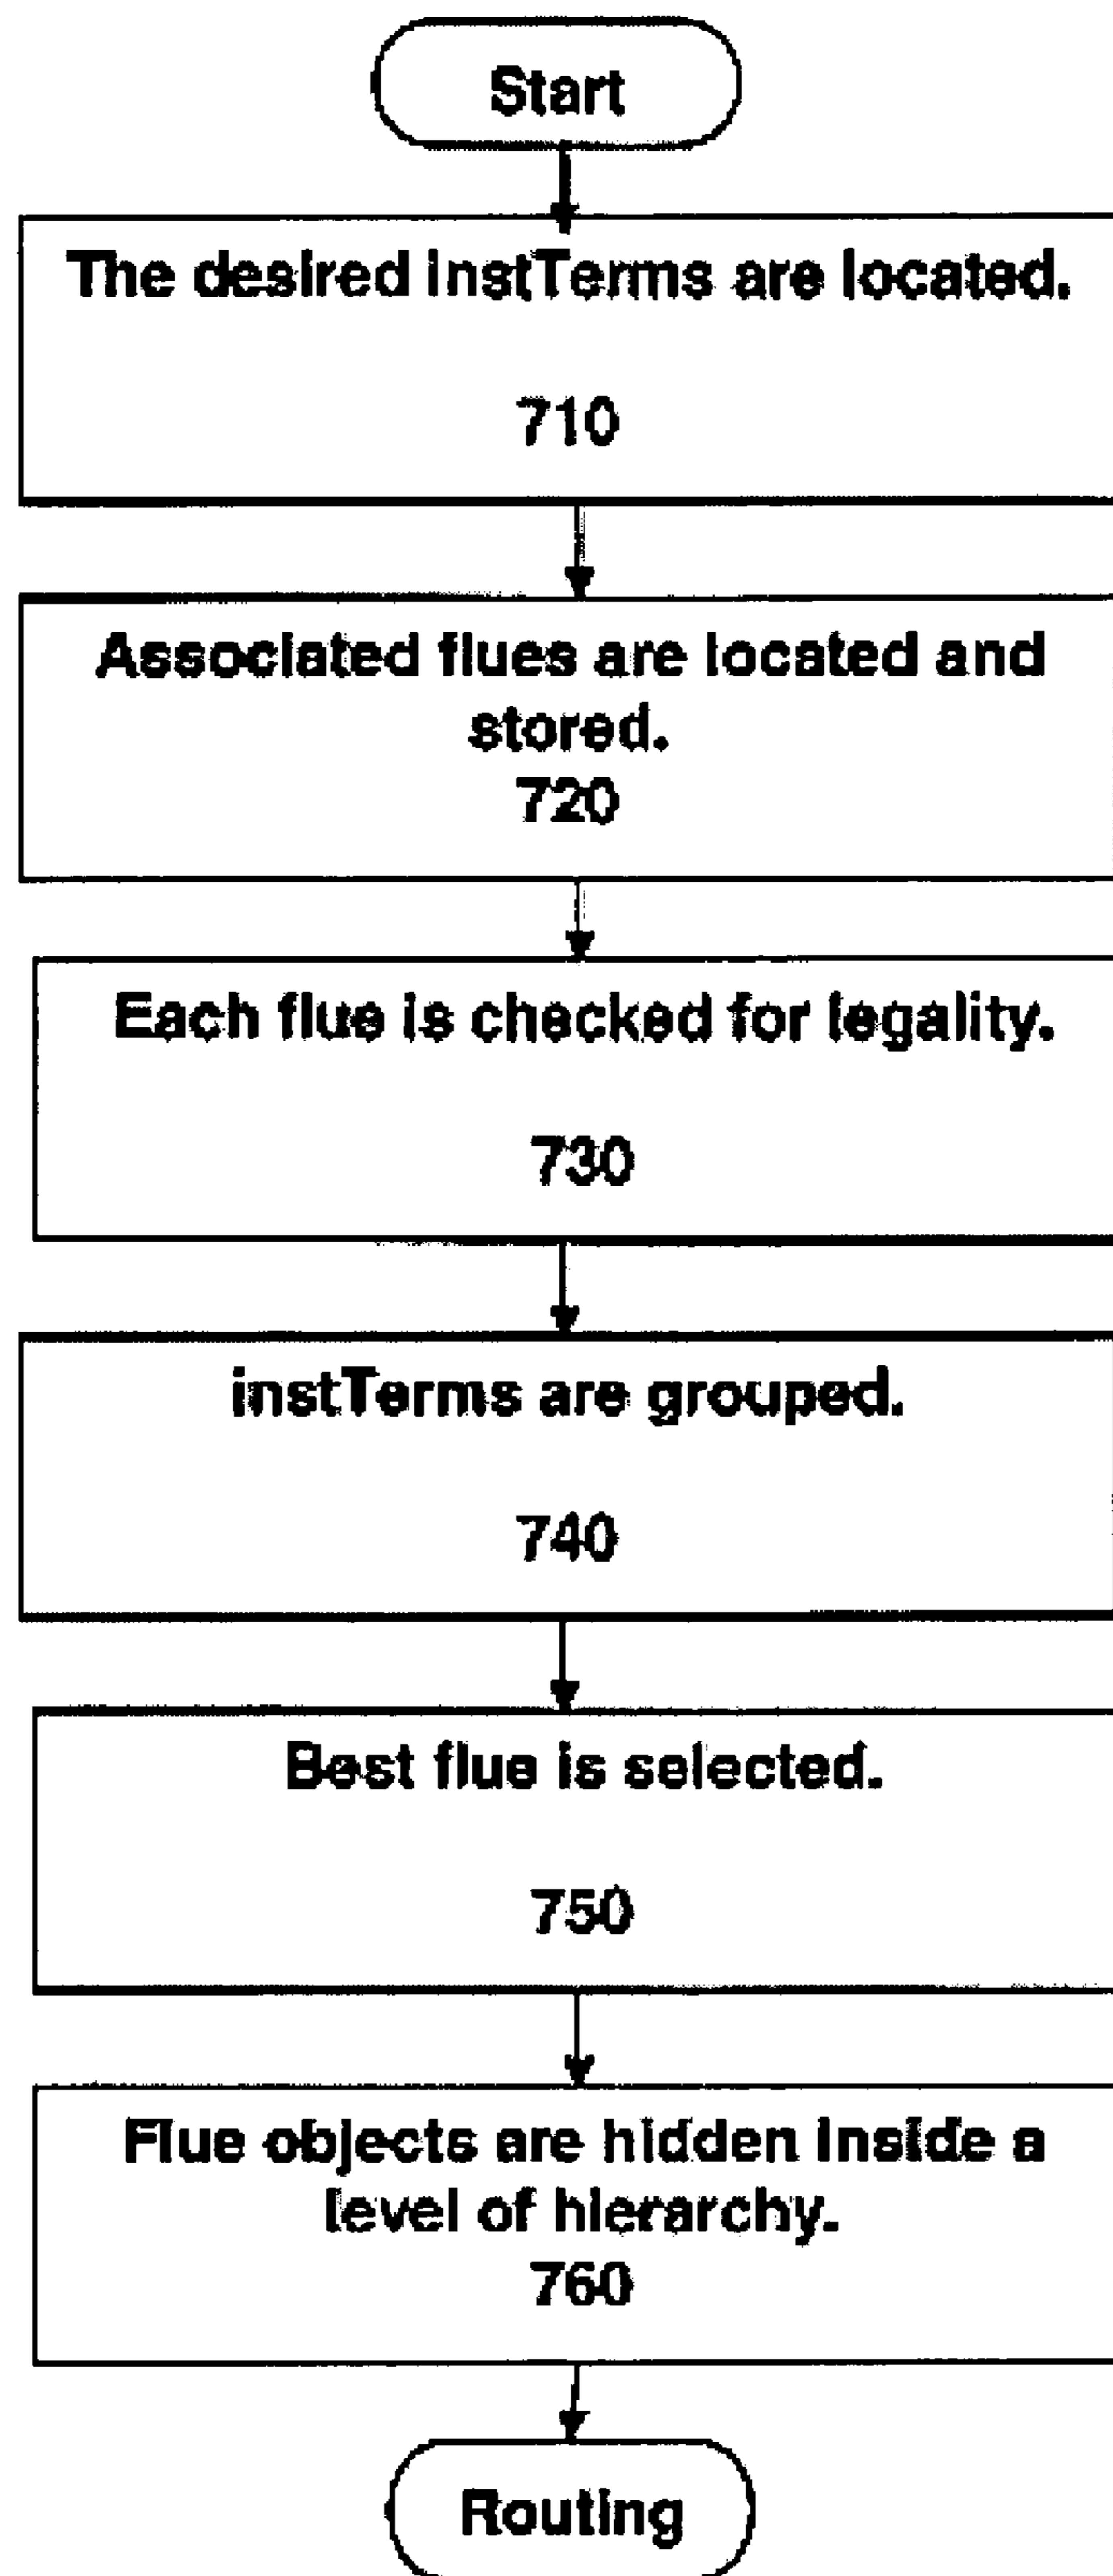 Start
The desired instTerms are located.
710
Associated flues are located and
stored.
720
Each flue is checked for legality.
730
instTerms are grouped.
740
Best flue is selected.
750
Flue objects are hidden inside a
level of hierarchy.
760
Routing